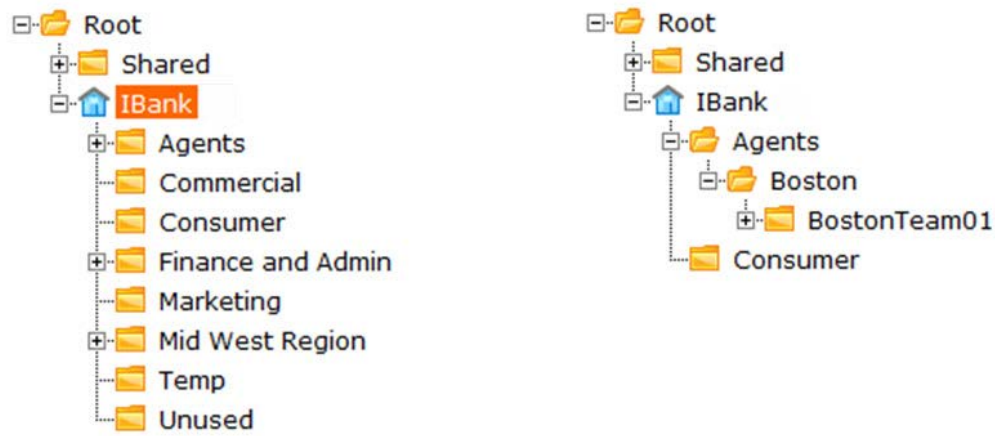 Root
Shared
IBank
Agents
Commercial
Consumer
Finance and Admin
Marketing
Mid West Region
Temp
Unused
Root
Shared
IBank
Agents
Boston
BostonTeam01
Consumer